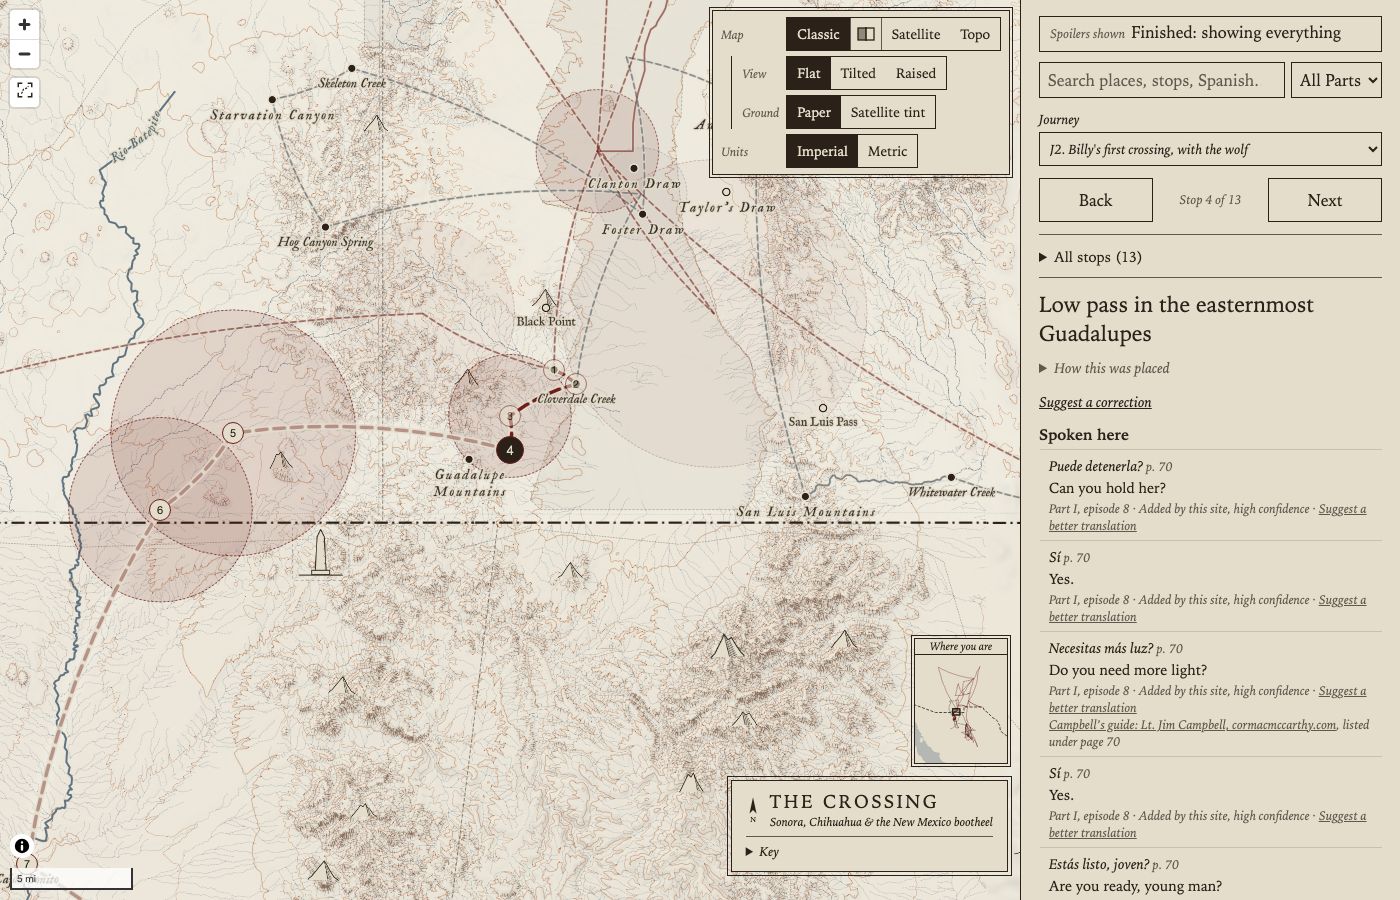 Skeleton Creek
Starvation Canyon
Rio Batepito
Hog Canyon Spring
Clanton Draw
Taylor's Draw
Foster Draw
Black Point
1
2
Cloverdale Creek
3
4
5
6
Guadalupe
Mountains
San Luis Pass
Whitewater Creek
San Luis Mountains
7
5 mi
Map
Classic
Satellite
Topo
View
Flat
Tilted
Raised
Ground
Paper
Satellite tint
Units
Imperial
Metric
Where you are
N
THE CROSSING
Sonora, Chihuahua & the New Mexico bootheel
Key
Spoilers shown Finished: showing everything
Search places, stops, Spanish.
All Parts
Journey
J2. Billy's first crossing, with the wolf
Back
Stop 4 of 13
Next
All stops (13)
Low pass in the easternmost
Guadalupes
How this was placed
Suggest a correction
Spoken here
Puede detenerla? p. 70
Can you hold her?
Part I, episode 8 · Added by this site, high confidence · Suggest a
better translation
Sí p. 70
Yes.
Part I, episode 8 · Added by this site, high confidence · Suggest a
better translation
Necesitas más luz? p. 70
Do you need more light?
Part I, episode 8 · Added by this site, high confidence · Suggest a
better translation
Campbell's guide: Lt. Jim Campbell, cormacmccarthy.com, listed
under page 70
Sí p. 70
Yes.
Part I, episode 8 · Added by this site, high confidence · Suggest a
better translation
Estás listo, joven? p. 70
Are you ready, young man?